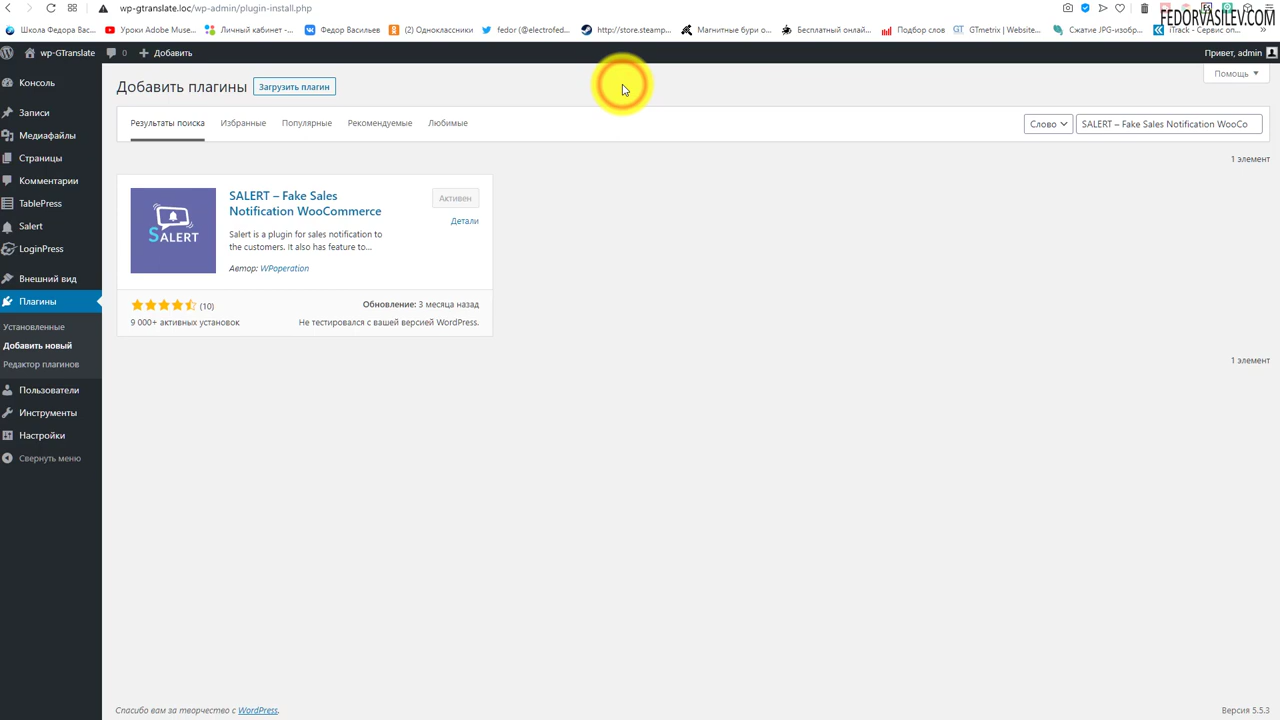 wp-gtranslate.loc/wp-admin/plugin-install.php
FEDORVASILEV.COM
Школа Федора Вас...
Уроки Adobe Muse...
Личный кабинет -...
Федор Васильев
(2) Одноклассники
fedor (@electrofed...
http://store.steamp...
Магнитные бури о...
Бесплатный онлай...
Подбор слов
GTmetrix | Website...
Сжатие JPG-изобр...
iTrack - Сервис оп...
wp-GTranslate
0
Добавить
Привет, admin
Помощь
Консоль
Записи
Медиафайлы
Страницы
Комментарии
TablePress
Salert
LoginPress
Внешний вид
Плагины
Установленные
Добавить новый
Редактор плагинов
Пользователи
Инструменты
Настройки
Свернуть меню
Добавить плагины
Загрузить плагин
Результаты поиска
Избранные
Популярные
Рекомендуемые
Любимые
Слово
SALERT – Fake Sales Notification WooCo
1 элемент
SALERT
SALERT – Fake Sales
Notification WooCommerce
Активен
Детали
Salert is a plugin for sales notification to
the customers. It also has feature to...
Автор: WPoperation
(10)
Обновление: 3 месяца назад
9 000+ активных установок
Не тестировался с вашей версией WordPress.
1 элемент
Спасибо вам за творчество с WordPress.
Версия 5.5.3